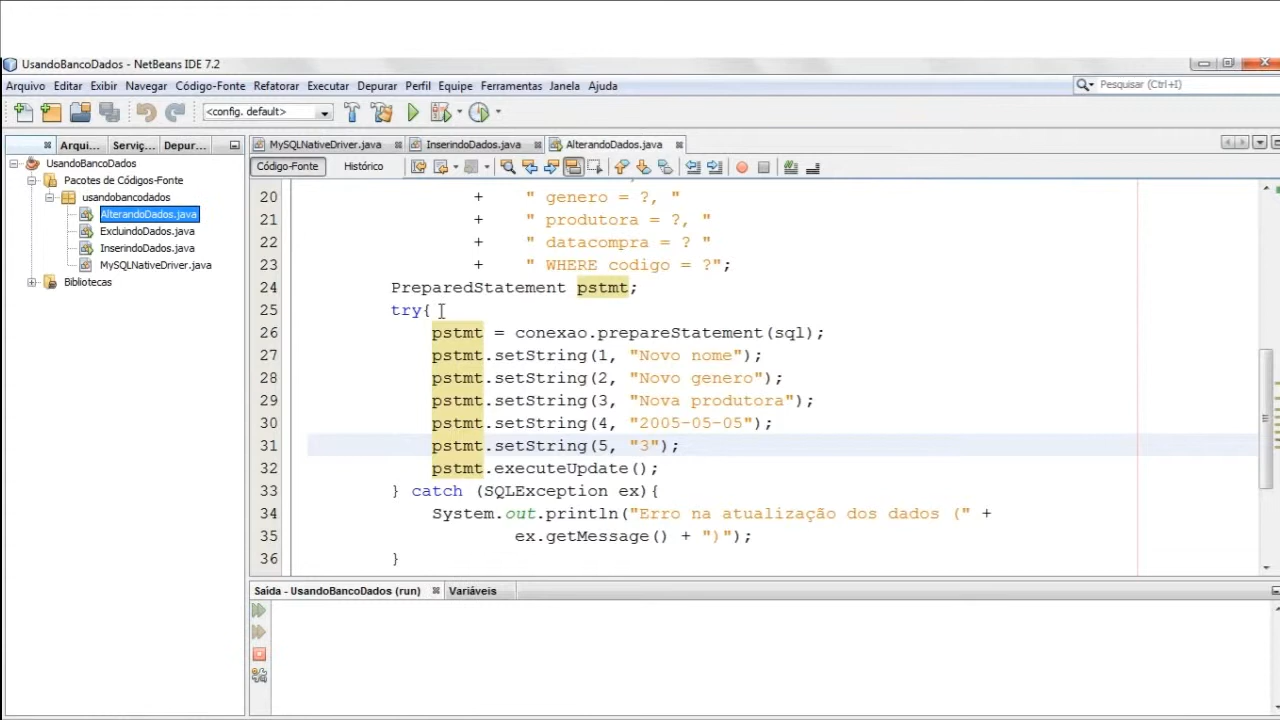 UsandoBancoDados - NetBeans IDE 7.2
Arquivo Editar Exibir Navegar Código-Fonte Refatorar Executar Depurar Perfil Equipe Ferramentas Janela Ajuda
Pesquisar (Ctrl+I)
<config. default>
Arqui... Serviç... Depur...
MySQLNativeDriver.java InserindoDados.java AlterandoDados.java
UsandoBancoDados
Pacotes de Códigos-Fonte
usandobancodados
AlterandoDados.java
ExcluindoDados.java
InserindoDados.java
MySQLNativeDriver.java
Bibliotecas
Código-Fonte Histórico
20 + " genero = ?, "
21 + " produtora = ?, "
22 + " datacompra = ? "
23 + " WHERE codigo = ?";
24 PreparedStatement pstmt;
25 try{
26 pstmt = conexao.prepareStatement(sql);
27 pstmt.setString(1, "Novo nome");
28 pstmt.setString(2, "Novo genero");
29 pstmt.setString(3, "Nova produtora");
30 pstmt.setString(4, "2005-05-05");
31 pstmt.setString(5, "3");
32 pstmt.executeUpdate();
33 } catch (SQLException ex){
34 System.out.println("Erro na atualização dos dados (" +
35 ex.getMessage() + ")");
36 }
Saída - UsandoBancoDados (run) Variáveis